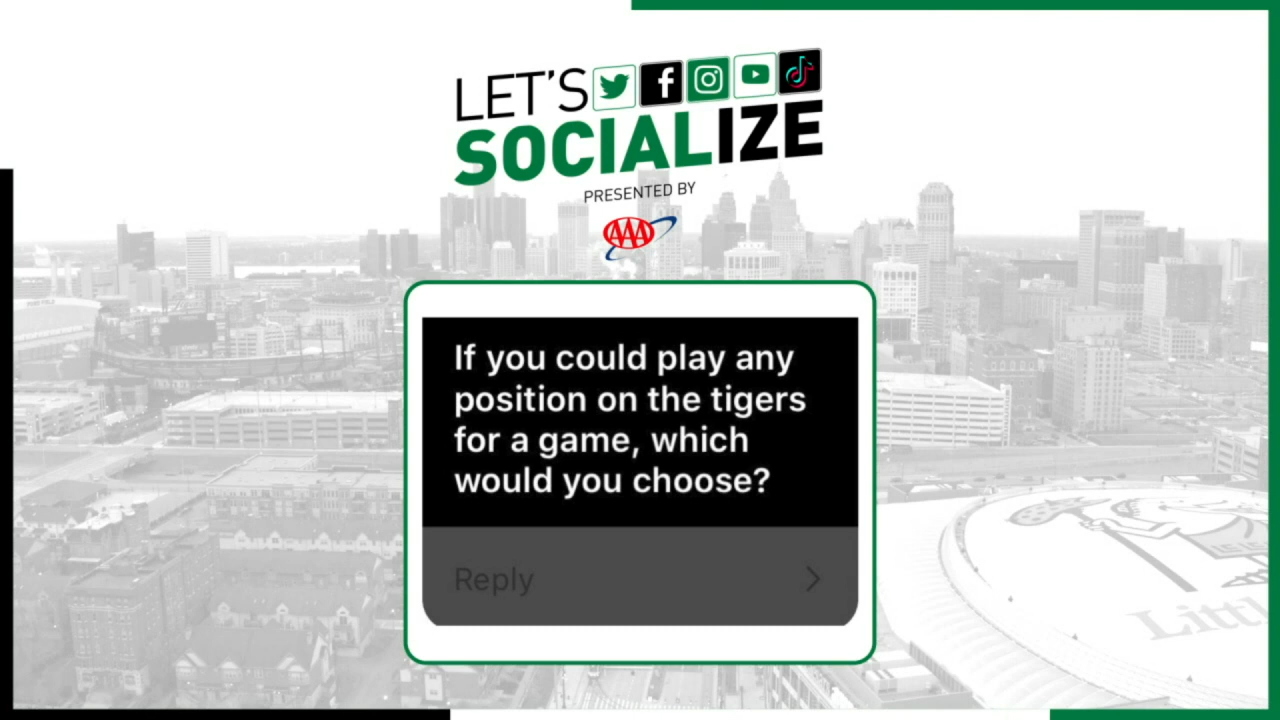 LET'S
SOCIALIZE
PRESENTED BY
AAA
If you could play any
position on the tigers
for a game, which
would you choose?
Reply
Littl